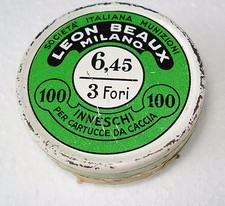 SOCIETÀ ITALIANA MUNIZIONI
LEON BEAUX
MILANO
6,45
3 Fori
100 100
INNESCHI
PER CARTUCCE DA CACCIA